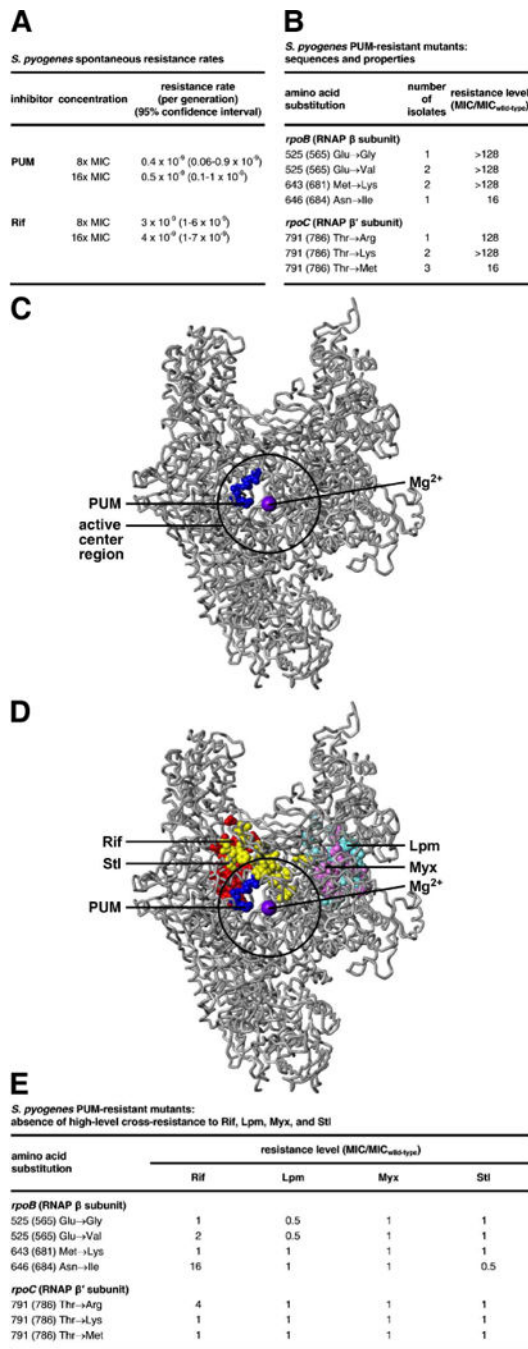 A
S. pyogenes spontaneous resistance rates
inhibitor concentration resistance rate (per generation) (95% confidence interval)
PUM 8x MIC 0.4 x 10⁻⁹ (0.06-0.9 x 10⁻⁹)
16x MIC 0.5 x 10⁻⁹ (0.1-1 x 10⁻⁹)
Rif 8x MIC 3 x 10⁻⁹ (1-6 x 10⁻⁹)
16x MIC 4 x 10⁻⁹ (1-7 x 10⁻⁹)
B
S. pyogenes PUM-resistant mutants:
sequences and properties
amino acid substitution number of isolates resistance level (MIC/MICwild-type)
rpoB (RNAP β subunit)
525 (565) Glu→Gly 1 >128
525 (565) Glu→Val 2 >128
643 (681) Met→Lys 2 >128
646 (684) Asn→Ile 1 16
rpoC (RNAP β' subunit)
791 (786) Thr→Arg 1 128
791 (786) Thr→Lys 2 >128
791 (786) Thr→Met 3 16
C
PUM
active
center
region
Mg²⁺
D
Rif
Stl
PUM
Lpm
Myx
Mg²⁺
E
S. pyogenes PUM-resistant mutants:
absence of high-level cross-resistance to Rif, Lpm, Myx, and Stl
amino acid substitution resistance level (MIC/MICwild-type)
Rif Lpm Myx Stl
rpoB (RNAP β subunit)
525 (565) Glu→Gly 1 0.5 1 1
525 (565) Glu→Val 2 0.5 1 1
643 (681) Met→Lys 1 1 1 1
646 (684) Asn→Ile 16 1 1 0.5
rpoC (RNAP β' subunit)
791 (786) Thr→Arg 4 1 1 1
791 (786) Thr→Lys 1 1 1 1
791 (786) Thr→Met 1 1 1 1